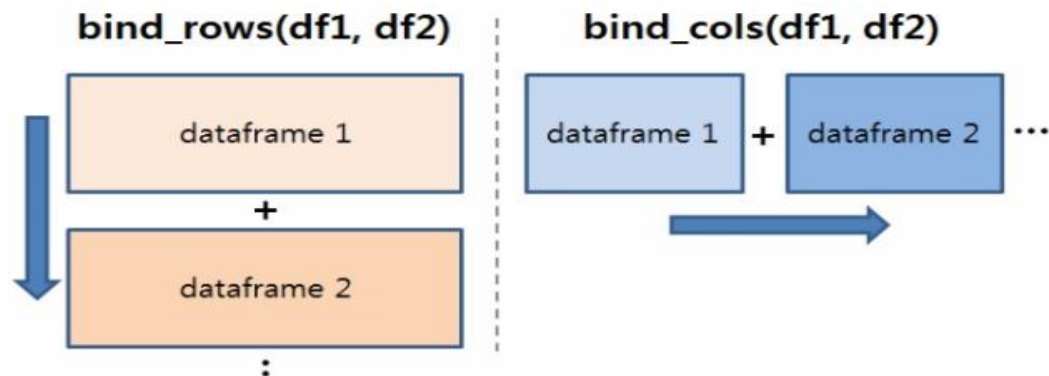 bind_rows(df1, df2)
dataframe 1
+
dataframe 2
:
bind_cols(df1, df2)
dataframe 1 + dataframe 2 ...